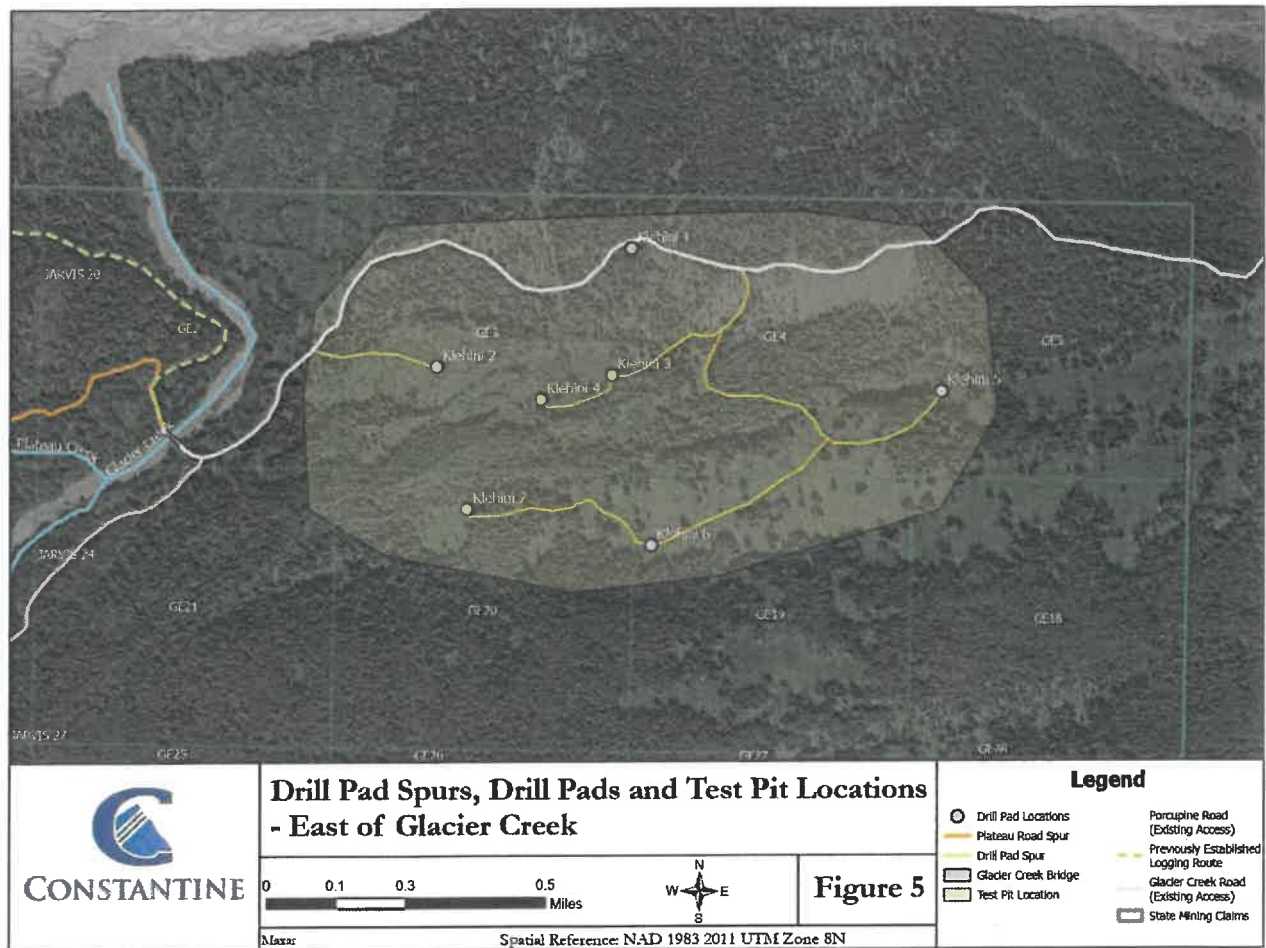 Klehini 1
JARVIS 20
GE3
GE4
GE5
Klehini 2
Klehini 3
Klehini 4
Klehini 5
Plateau Creek
Glacier Creek
Klehini 7
Klehini 6
JARVIS 24
GE21
GE20
GE19
GE18
JARVIS 27
GE25
GE26
GE27
GE28
CONSTANTINE
Drill Pad Spurs, Drill Pads and Test Pit Locations
- East of Glacier Creek
0 0.1 0.3 0.5
Miles
N
W E
S
Figure 5
Maxar
Spatial Reference: NAD 1983 2011 UTM Zone 8N
Legend
Drill Pad Locations
Plateau Road Spur
Drill Pad Spur
Glacier Creek Bridge
Test Pit Location
Porcupine Road
(Existing Access)
Previously Established
Logging Route
Glacier Creek Road
(Existing Access)
State Mining Claims